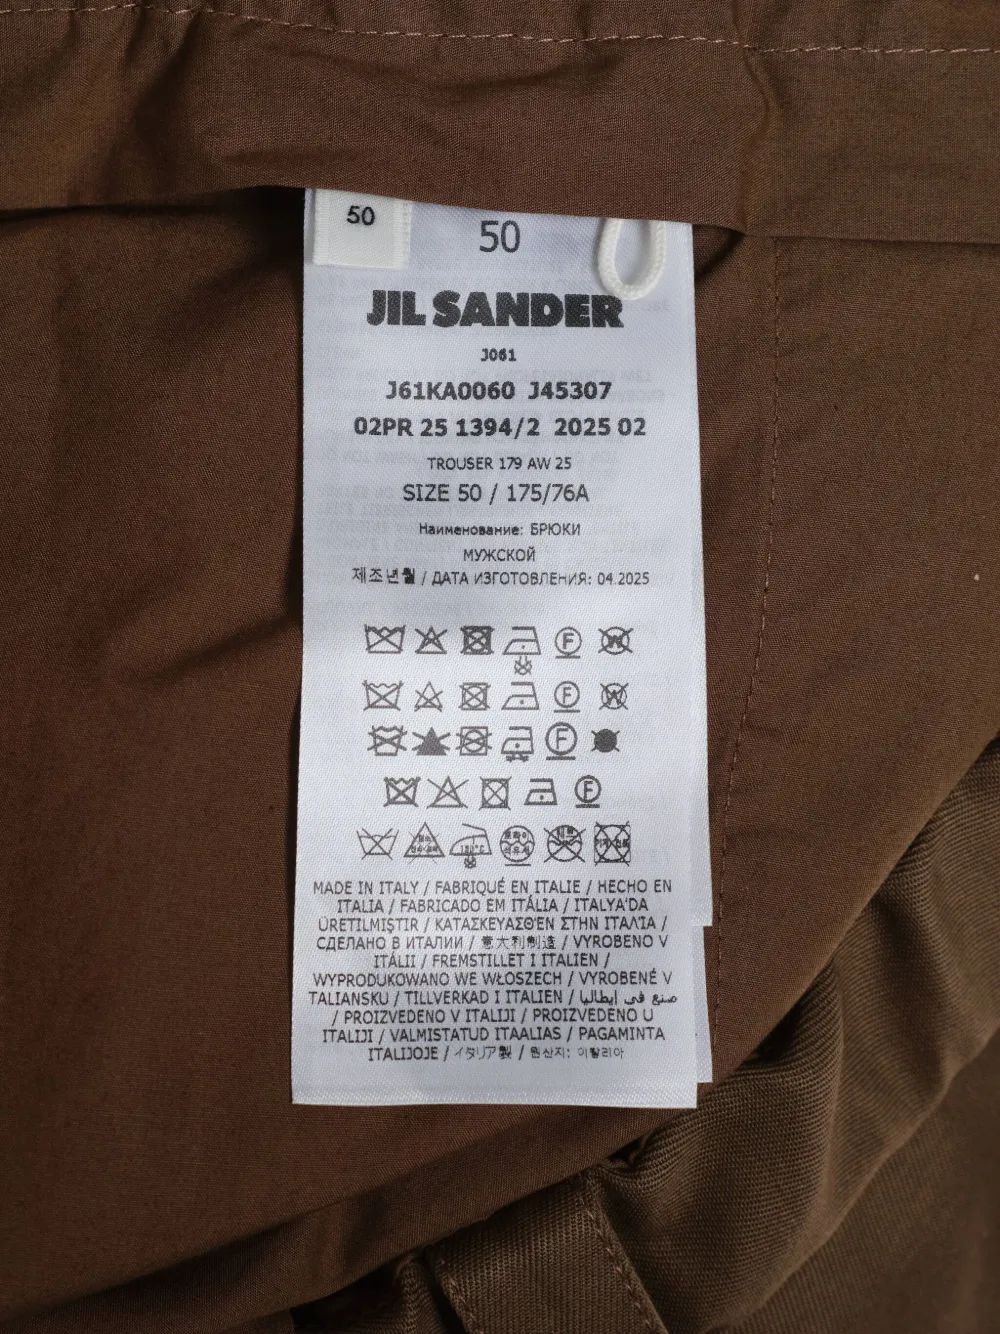 50
50
JIL SANDER
J061
J61KA0060 J45307
02PR 25 1394/2 2025 02
TROUSER 179 AW 25
SIZE 50 / 175/76A
Наименование: БРЮКИ
МУЖСКОЙ
제조년월 / ДАТА ИЗГОТОВЛЕНИЯ: 04.2025
F W
F W
F
F
150°C
MADE IN ITALY / FABRIQUÉ EN ITALIE / HECHO EN
ITALIA / FABRICADO EM ITÁLIA / ITALYA'DA
ÜRETILMIŞTIR / ΚΑΤΑΣΚΕΥΑΣΘΈΝ ΣΤΗΝ ΙΤΑΛΊΑ /
СДЕЛАНО В ИТАЛИИ / 意大利制造 / VYROBENO V
ITÁLII / FREMSTILLET I ITALIEN /
WYPRODUKOWANO WE WŁOSZECH / VYROBENÉ V
TALIANSKU / TILLVERKAD I ITALIEN / صنع في إيطاليا
/ PROIZVEDENO V ITALIJI / PROIZVEDENO U
ITALIJI / VALMISTATUD ITAALIAS / PAGAMINTA
ITALIJOJE / イタリア製 / 원산지: 이탈리아